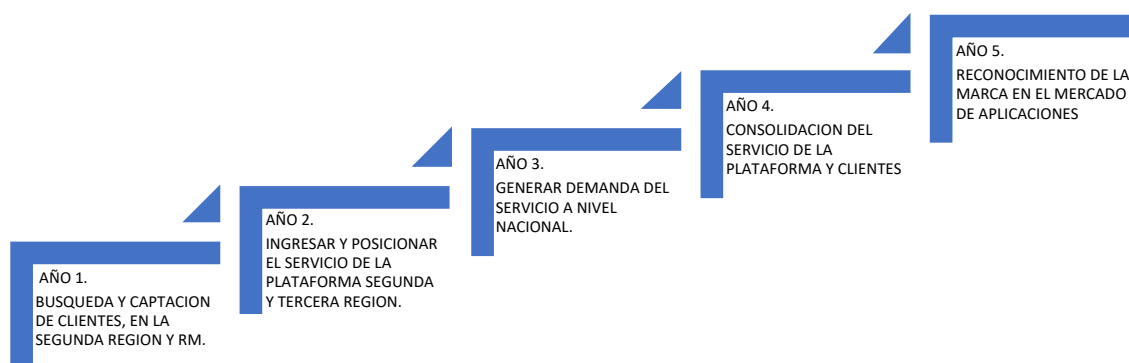 AÑO 1.
BUSQUEDA Y CAPTACION
DE CLIENTES, EN LA
SEGUNDA REGION Y RM.
AÑO 2.
INGRESAR Y POSICIONAR
EL SERVICIO DE LA
PLATAFORMA SEGUNDA
Y TERCERA REGION.
AÑO 3.
GENERAR DEMANDA DEL
SERVICIO A NIVEL
NACIONAL.
AÑO 4.
CONSOLIDACION DEL
SERVICIO DE LA
PLATAFORMA Y CLIENTES
AÑO 5.
RECONOCIMIENTO DE LA
MARCA EN EL MERCADO
DE APLICACIONES